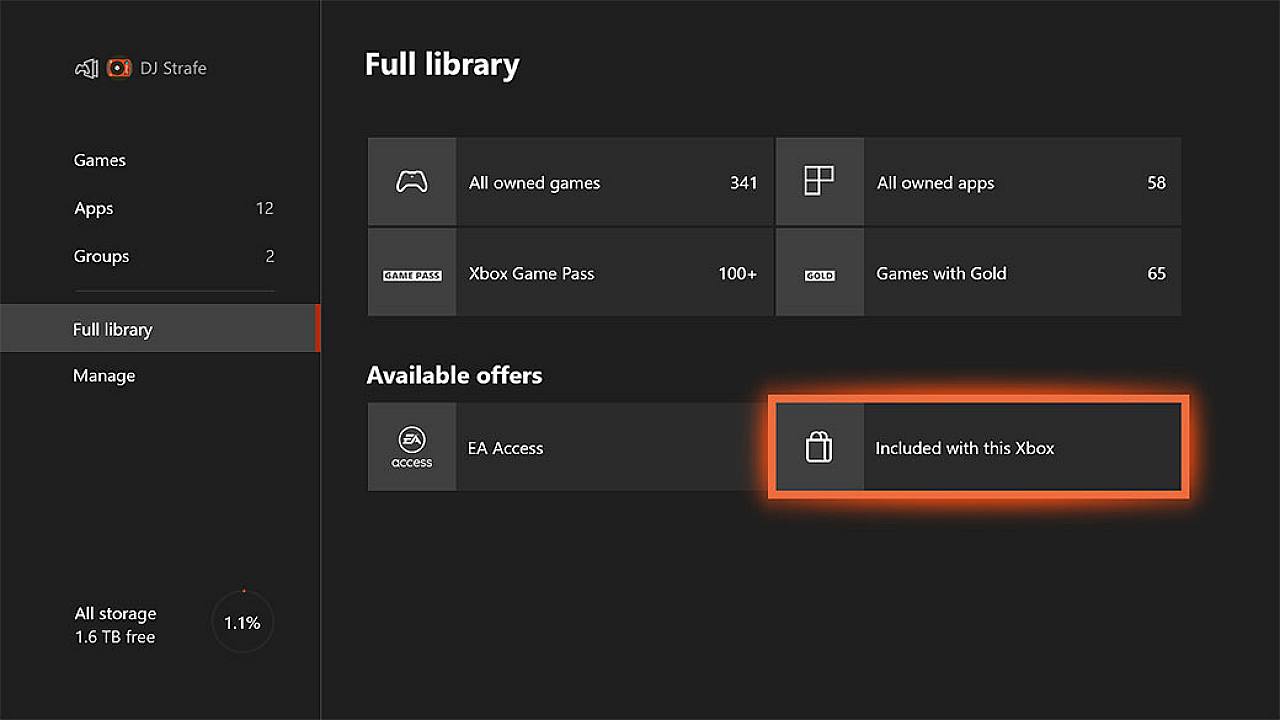 DJ Strafe
Games
Apps 12
Groups 2
Full library
Manage
All storage
1.6 TB free
1.1%
Full library
All owned games 341
All owned apps 58
GAME PASS Xbox Game Pass 100+
GOLD Games with Gold 65
Available offers
EA access EA Access
Included with this Xbox